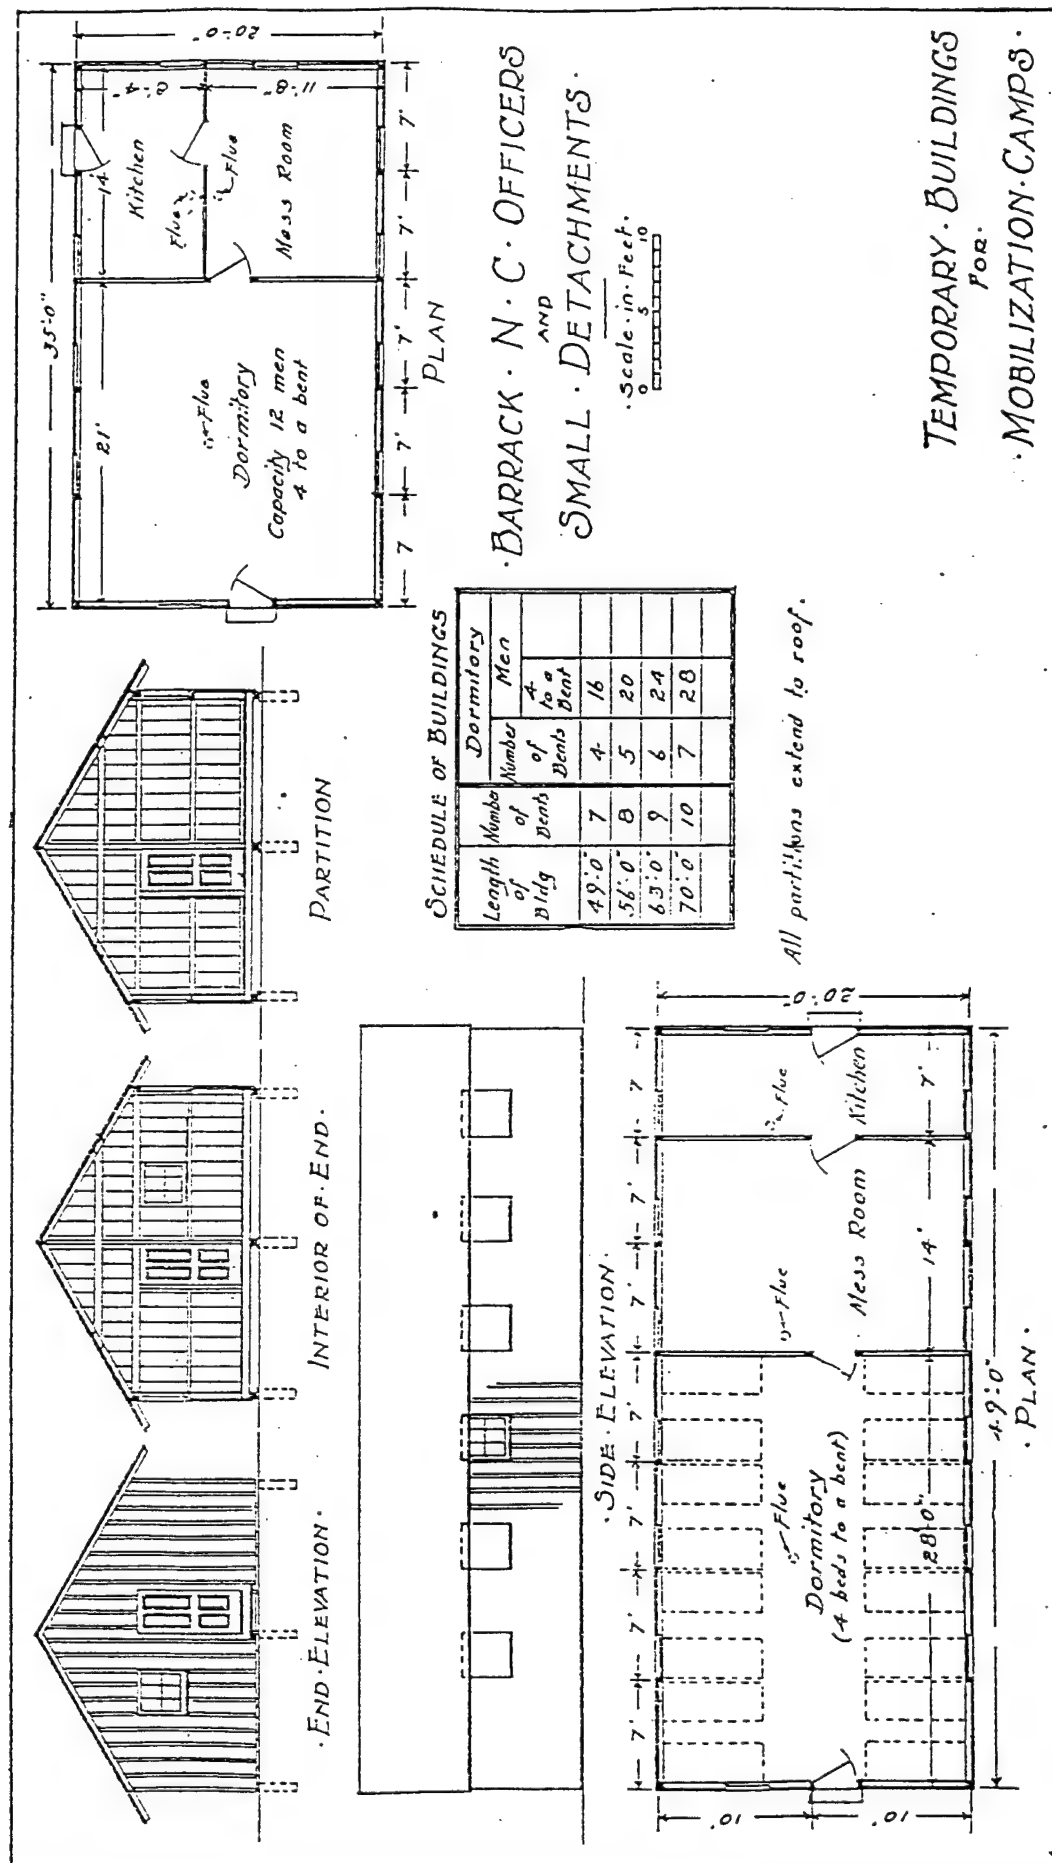 END·ELEVATION·
INTERIOR OF·END·
PARTITION
35'-0"
20'-0"
21'
14'
8'-4"
11'-8"
Kitchen
Flue
Flue
Mess Room
Flue
Dormitory
Capacity 12 men
4 to a bent
7 7' 7' 7' 7'
PLAN
·SIDE·ELEVATION·
SCHEDULE OF BUILDINGS
Length of Bldg
Number of Bents
Dormitory
Number of Bents
Men
4 to a Bent
49'-0" 7 4 16
56'-0" 8 5 20
63'-0" 9 6 24
70'-0" 10 7 28
·BARRACK·N·C·OFFICERS
AND
SMALL·DETACHMENTS·
·Scale·in·Feet·
0 5 10
7' 7' 7' 7' 7' 7' 7
10'
10'
20'-0"
Flue
Dormitory
(4 beds to a bent)
28'-0"
Flue
Mess Room
14'
Flue
Kitchen
7'
49'-0"
·PLAN·
All partitions extend to roof.
TEMPORARY·BUILDINGS
FOR·
·MOBILIZATION·CAMPS·